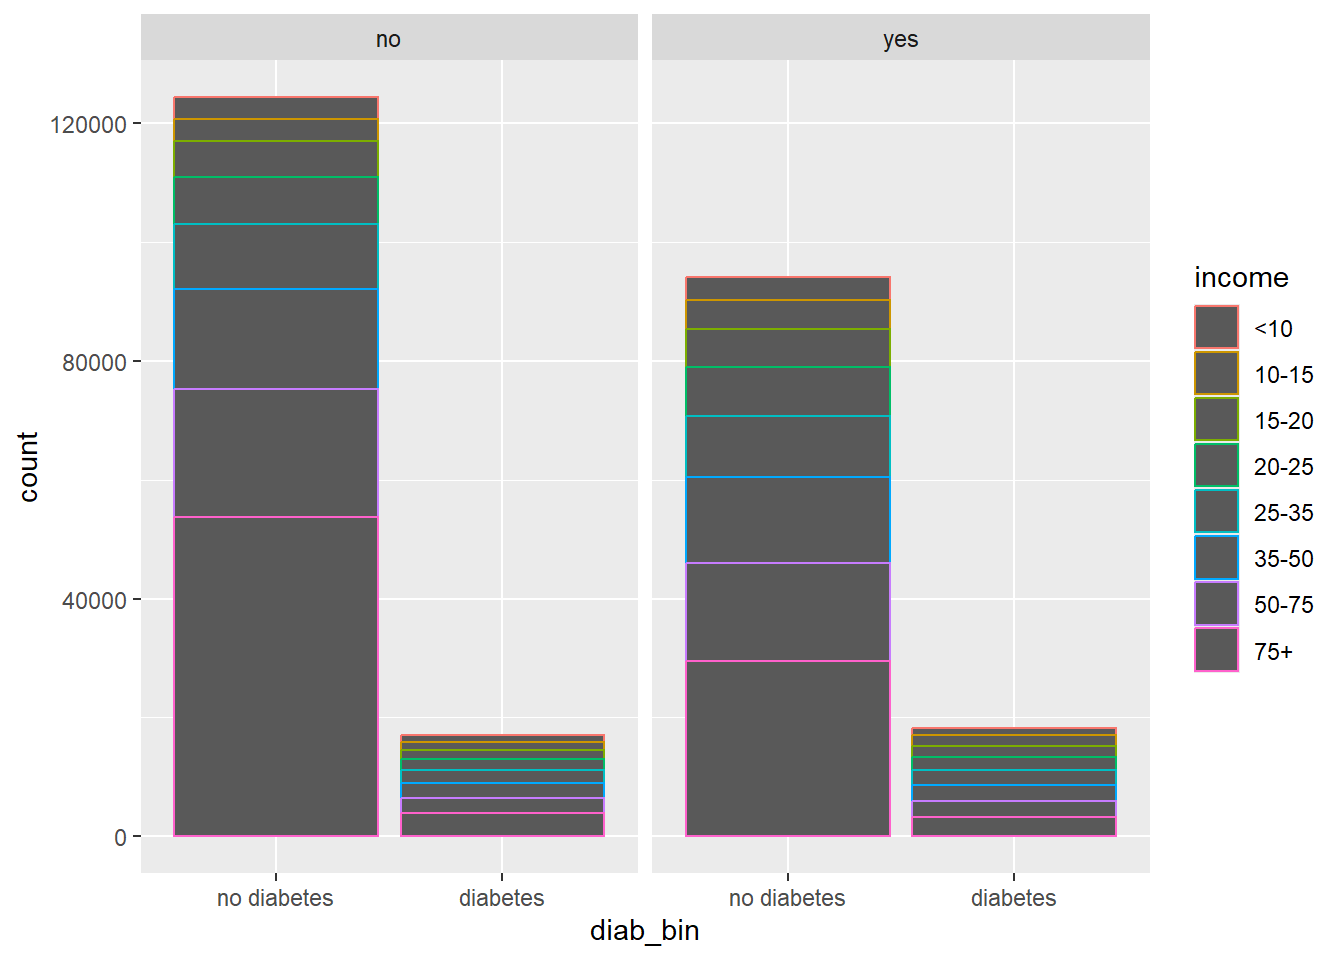 no
yes
120000
80000
40000
0
count
no diabetes
diabetes
no diabetes
diabetes
diab_bin
income
<10
10-15
15-20
20-25
25-35
35-50
50-75
75+